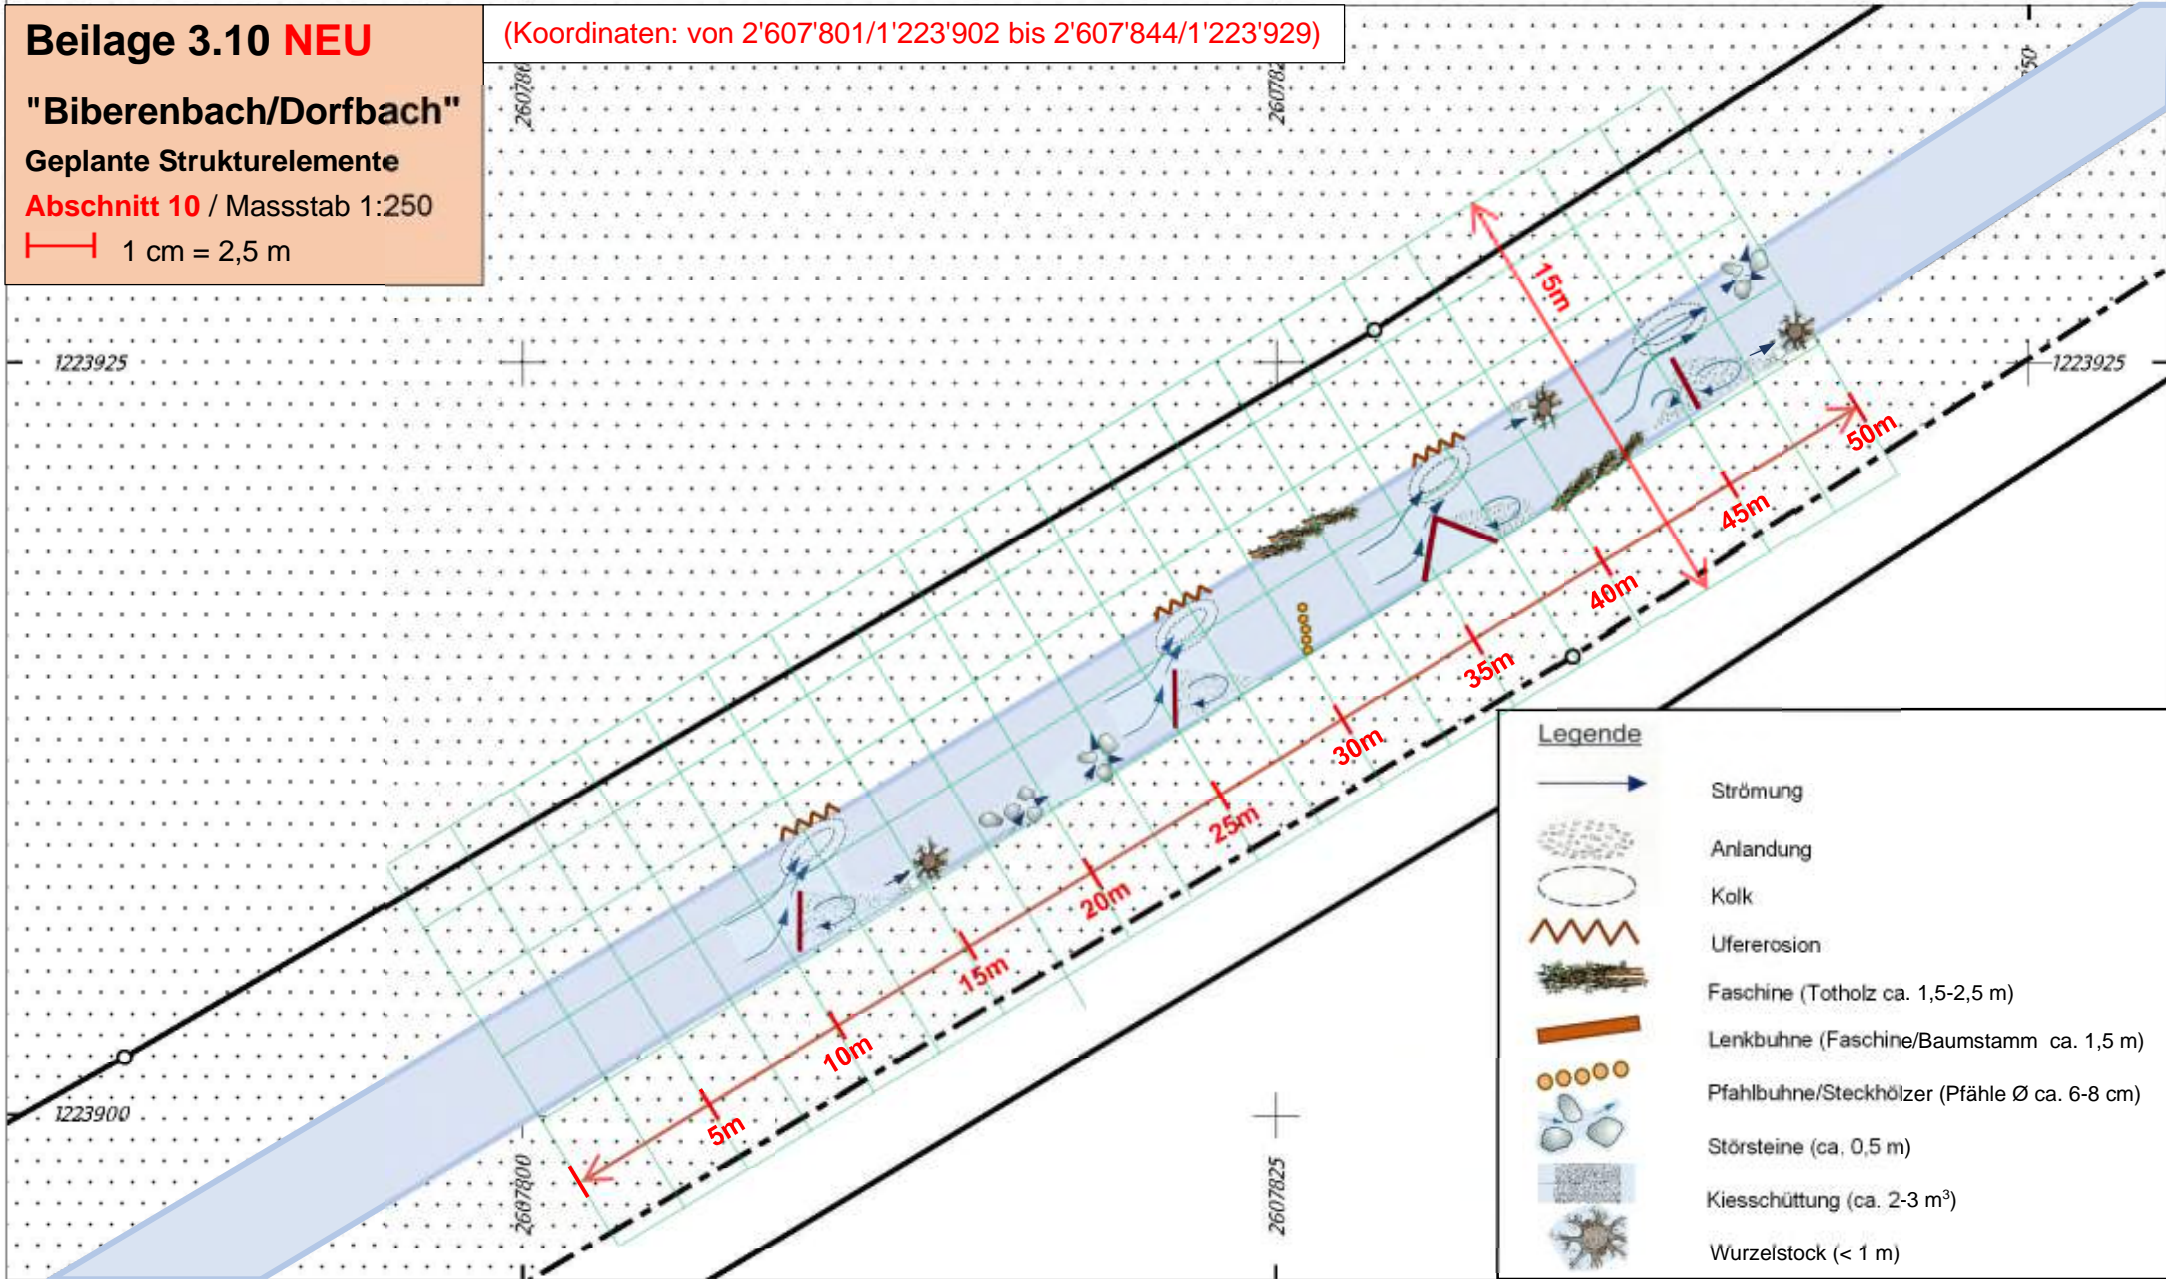 Beilage 3.10 NEU
(Koordinaten: von 2'607'801/1'223'902 bis 2'607'844/1'223'929)
"Biberenbach/Dorfbach"
Geplante Strukturelemente
Abschnitt 10 / Massstab 1:250
1 cm = 2,5 m
1223925
1223925
15m
50m
45m
40m
35m
30m
25m
20m
15m
10m
5m
1223900
2607800
2607825
Legende
Strömung
Anlandung
Kolk
Ufererosion
Faschine (Totholz ca. 1,5-2,5 m)
Lenkbuhne (Faschine/Baumstamm ca. 1,5 m)
Pfahlbuhne/Steckhölzer (Pfähle Ø ca. 6-8 cm)
Störsteine (ca. 0,5 m)
Kiesschüttung (ca. 2-3 m³)
Wurzelstock (< 1 m)